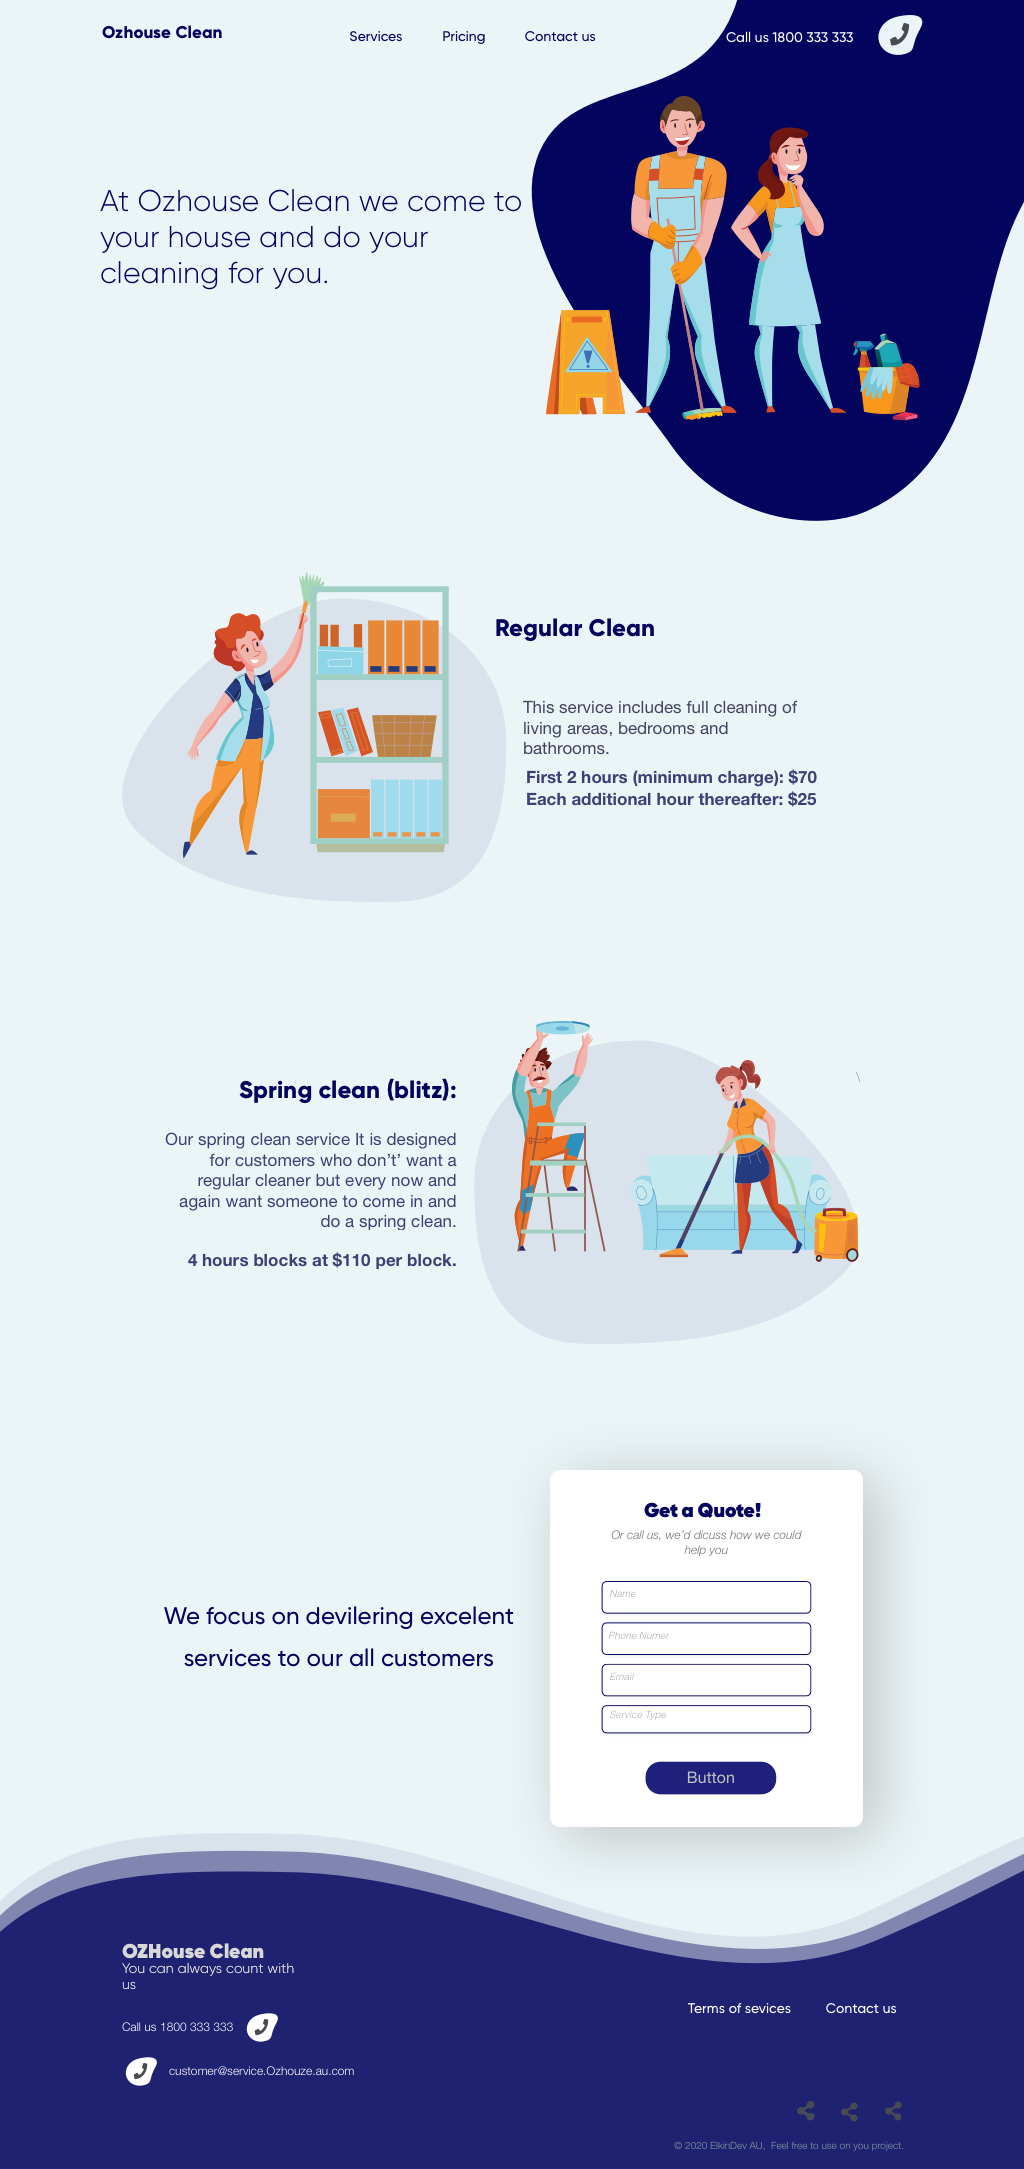 Ozhouse Clean
Services
Pricing
Contact us
Call us 1800 333 333
At Ozhouse Clean we come to
your house and do your
cleaning for you.
Regular Clean
This service includes full cleaning of
living areas, bedrooms and
bathrooms.
First 2 hours (minimum charge): $70
Each additional hour thereafter: $25
Spring clean (blitz):
Our spring clean service It is designed
for customers who don’t’ want a
regular cleaner but every now and
again want someone to come in and
do a spring clean.
4 hours blocks at $110 per block.
We focus on devilering excelent
services to our all customers
Get a Quote!
Or call us, we’d dicuss how we could
help you
Name
Phone Numer
Email
Service Type
Button
OZHouse Clean
You can always count with
us
Call us 1800 333 333
customer@service.Ozhouze.au.com
Terms of sevices
Contact us
© 2020 ElkinDev AU,  Feel free to use on you project.